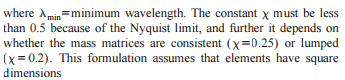 where λmin=minimum wavelength. The constant χ must be less
than 0.5 because of the Nyquist limit, and further it depends on
whether the mass matrices are consistent (χ=0.25) or lumped
(χ=0.2). This formulation assumes that elements have square
dimensions